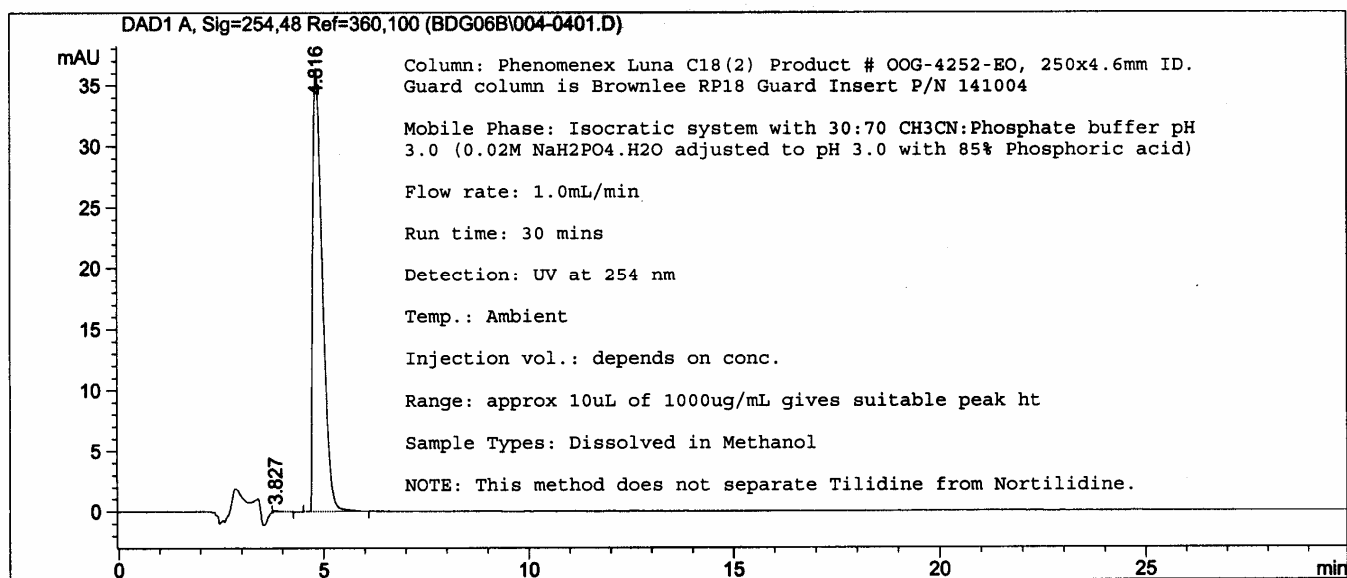 DAD1 A, Sig=254,48 Ref=360,100 (BDG06B\004-0401.D)
mAU
35
30
25
20
15
10
5
0
3.827
4.816
Column: Phenomenex Luna C18(2) Product # OOG-4252-EO, 250x4.6mm ID.
Guard column is Brownlee RP18 Guard Insert P/N 141004
Mobile Phase: Isocratic system with 30:70 CH3CN:Phosphate buffer pH
3.0 (0.02M NaH2PO4.H2O adjusted to pH 3.0 with 85% Phosphoric acid)
Flow rate: 1.0mL/min
Run time: 30 mins
Detection: UV at 254 nm
Temp.: Ambient
Injection vol.: depends on conc.
Range: approx 10uL of 1000ug/mL gives suitable peak ht
Sample Types: Dissolved in Methanol
NOTE: This method does not separate Tilidine from Nortilidine.
0 5 10 15 20 25 min